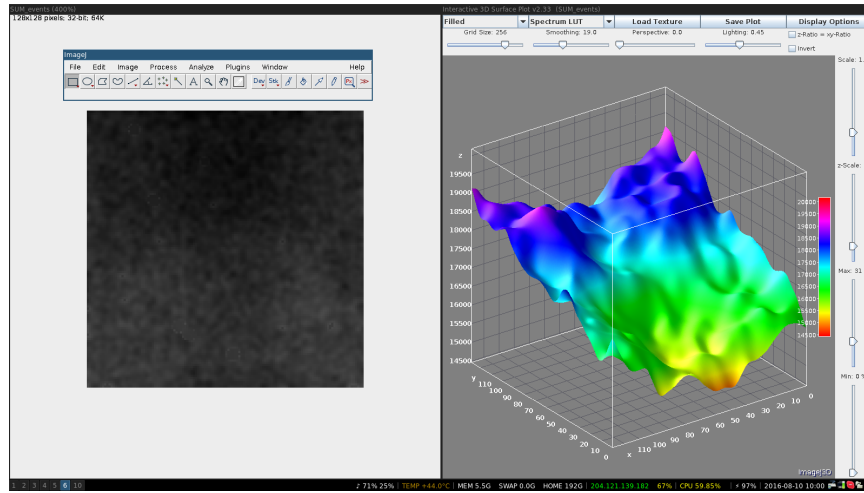 SUM_events (400%)
128x128 pixels; 32-bit; 64K
ImageJ
File Edit Image Process Analyze Plugins Window Help
A Dev Stk
Interactive 3D Surface Plot v2.33 (SUM_events)
Filled Spectrum LUT Load Texture Save Plot Display Options
Grid Size: 256 Smoothing: 19.0 Perspective: 0.0 Lighting: 0.45 z-Ratio = xy-Ratio
Invert
Scale: 1.
z-Scale:
Max: 31
Min: 0 %
z
19500
19000
18500
18000
17500
17000
16500
16000
15500
15000
14500
y 110 100 90 80 70 60 50 40 30 20 10 0
x 110 100 90 80 70 60 50 40 30 20 10 0
20000
19500
19000
18500
18000
17500
17000
16500
16000
15500
15000
14500
ImageJ3D
1 2 3 4 5 6 10
71% 25% | TEMP +44.0°C | MEM 5.5G SWAP 0.0G HOME 192G | 204.121.139.182 67% | CPU 59.85% | 97% | 2016-08-10 10:00